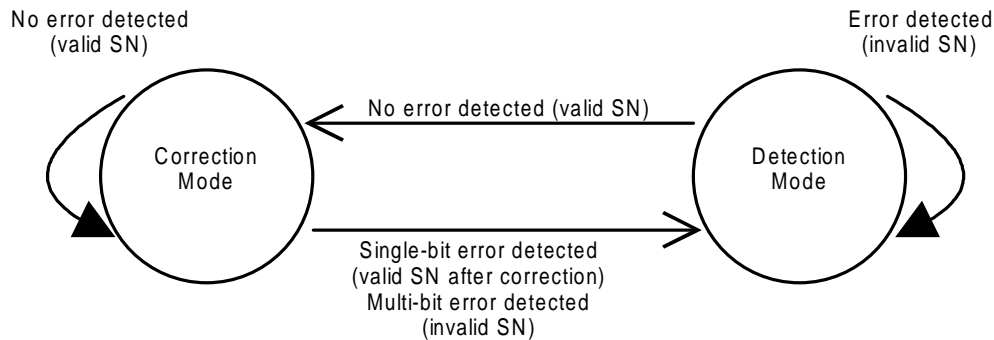 No error detected
(valid SN)
Error detected
(invalid SN)
No error detected (valid SN)
Correction
Mode
Detection
Mode
Single-bit error detected
(valid SN after correction)
Multi-bit error detected
(invalid SN)